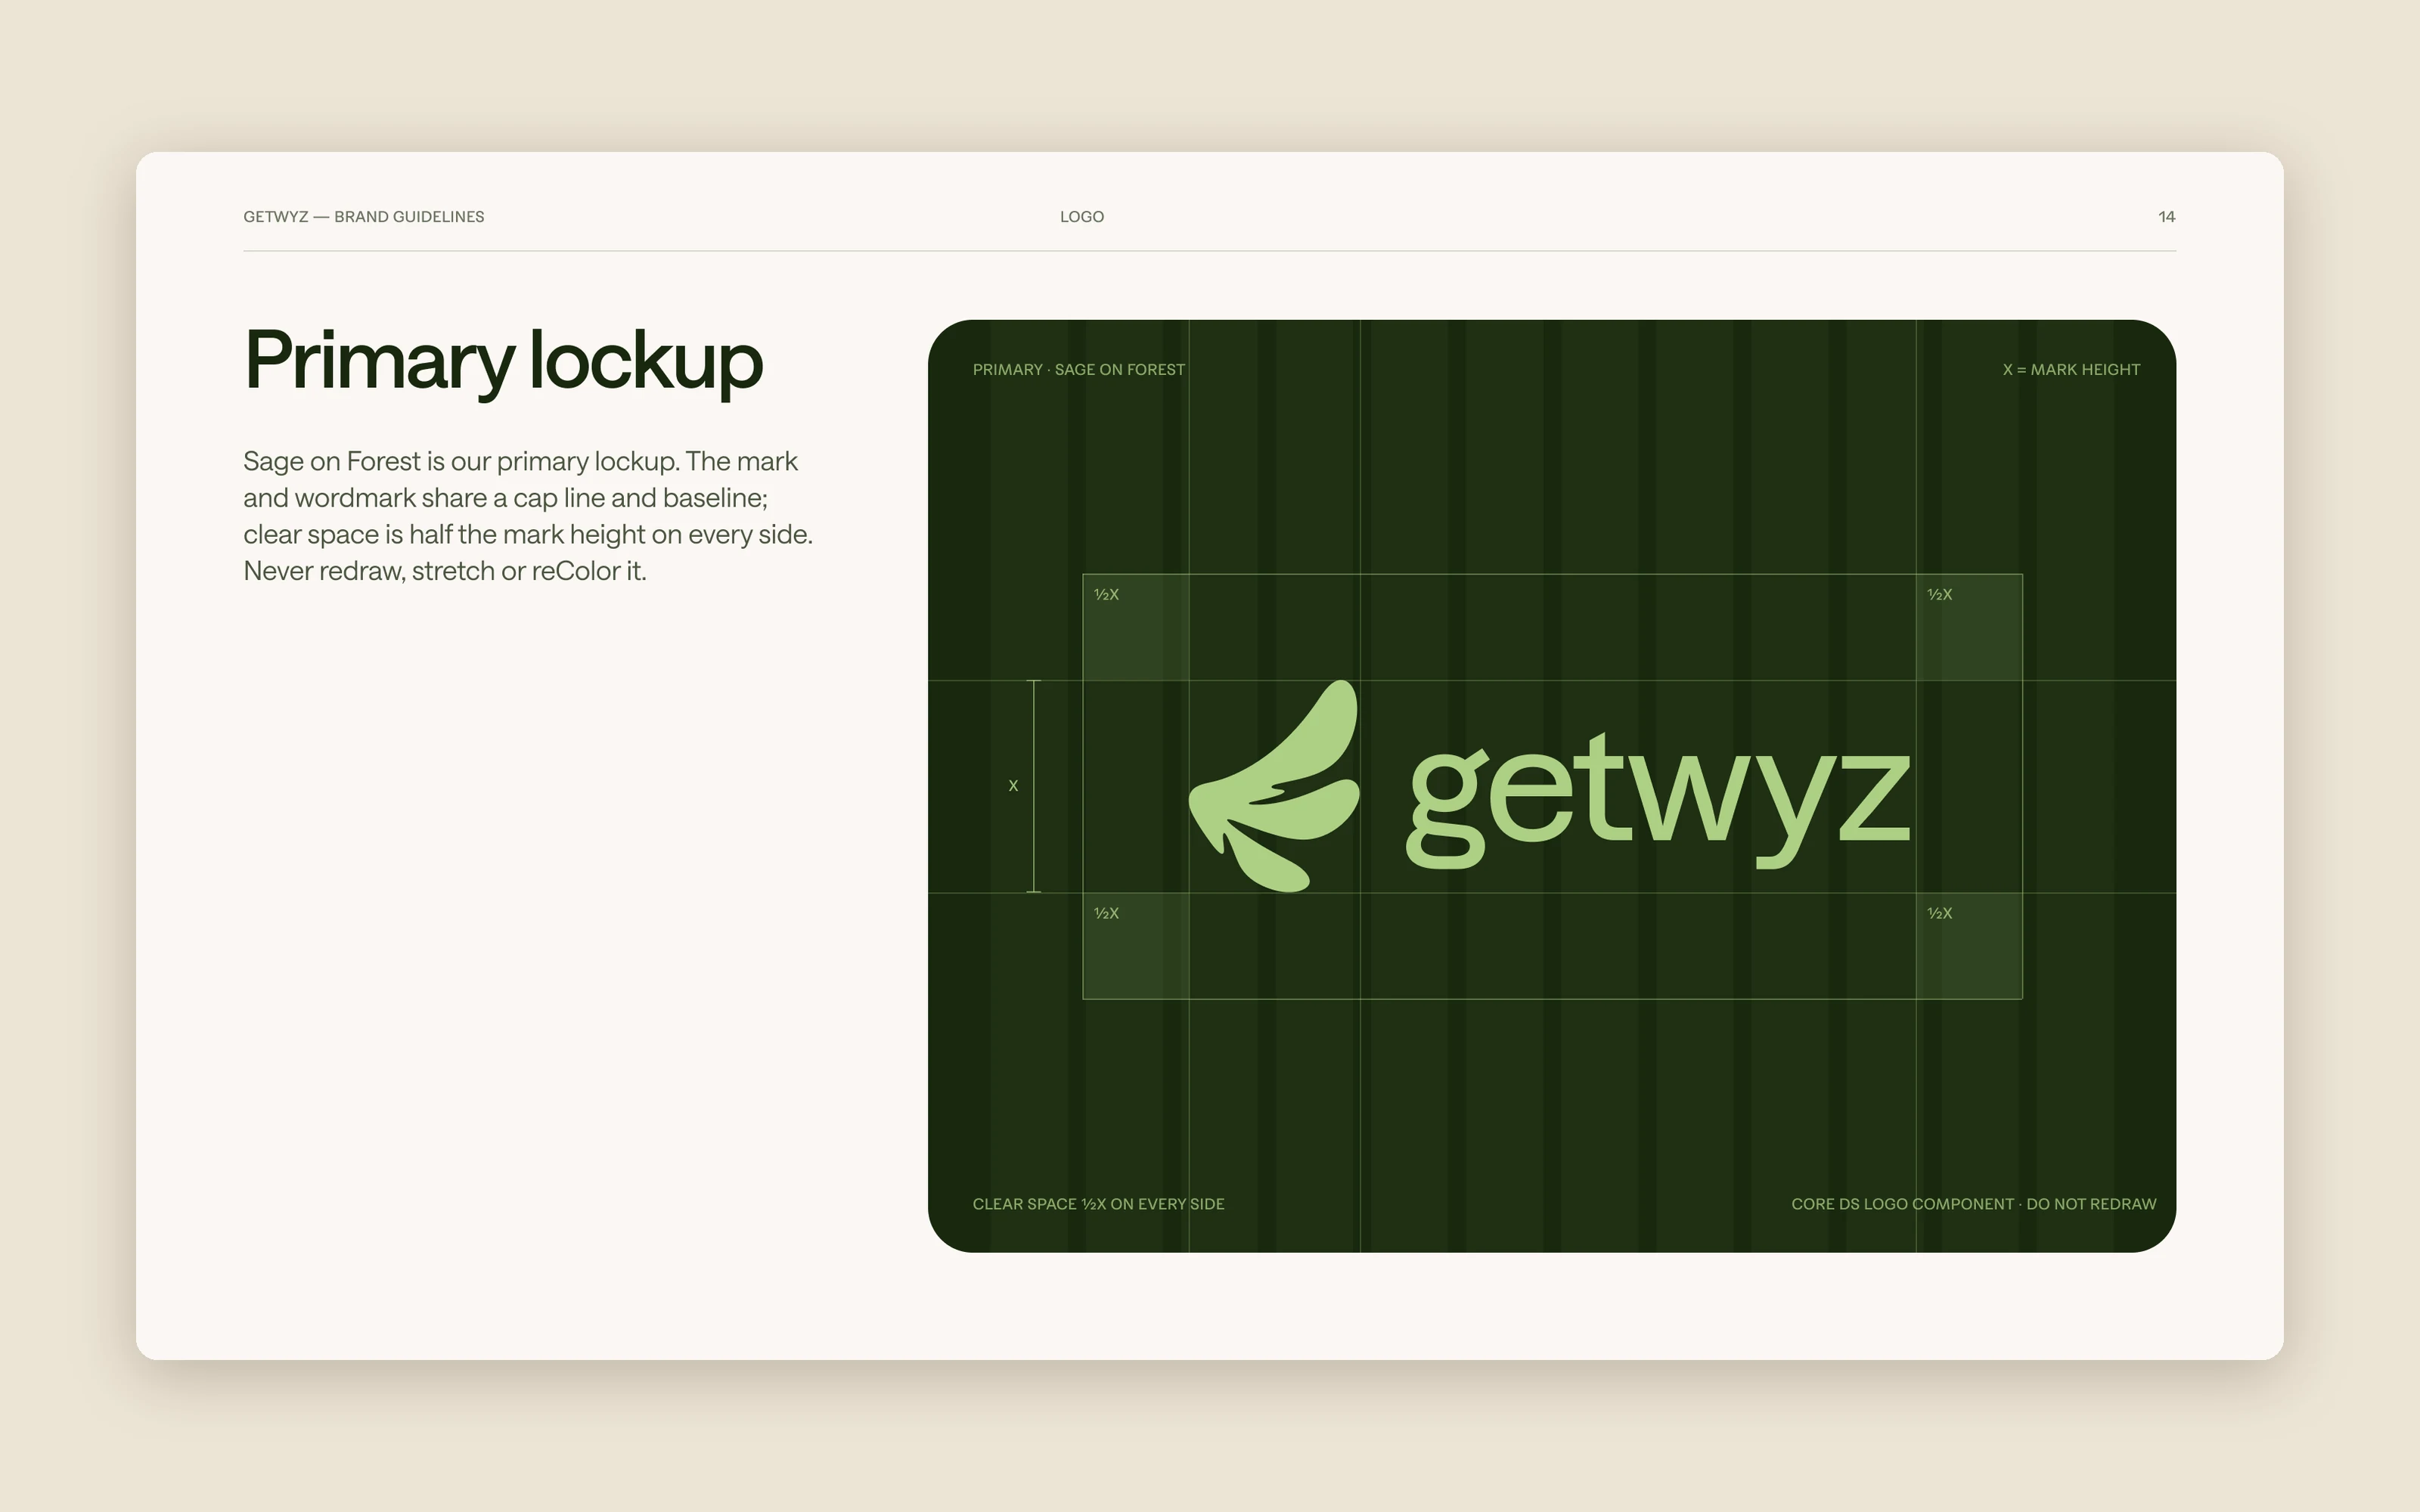 GETWYZ — BRAND GUIDELINES
LOGO
14
Primary lockup
Sage on Forest is our primary lockup. The mark
and wordmark share a cap line and baseline;
clear space is half the mark height on every side.
Never redraw, stretch or reColor it.
PRIMARY · SAGE ON FOREST
X = MARK HEIGHT
½X
½X
X
getwyz
½X
½X
CLEAR SPACE ½X ON EVERY SIDE
CORE DS LOGO COMPONENT · DO NOT REDRAW